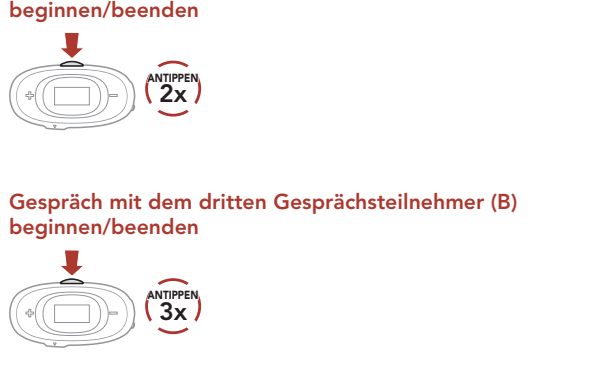 beginnen/beenden
ANTIPPEN
2x
Gespräch mit dem dritten Gesprächsteilnehmer (B)
beginnen/beenden
ANTIPPEN
3x